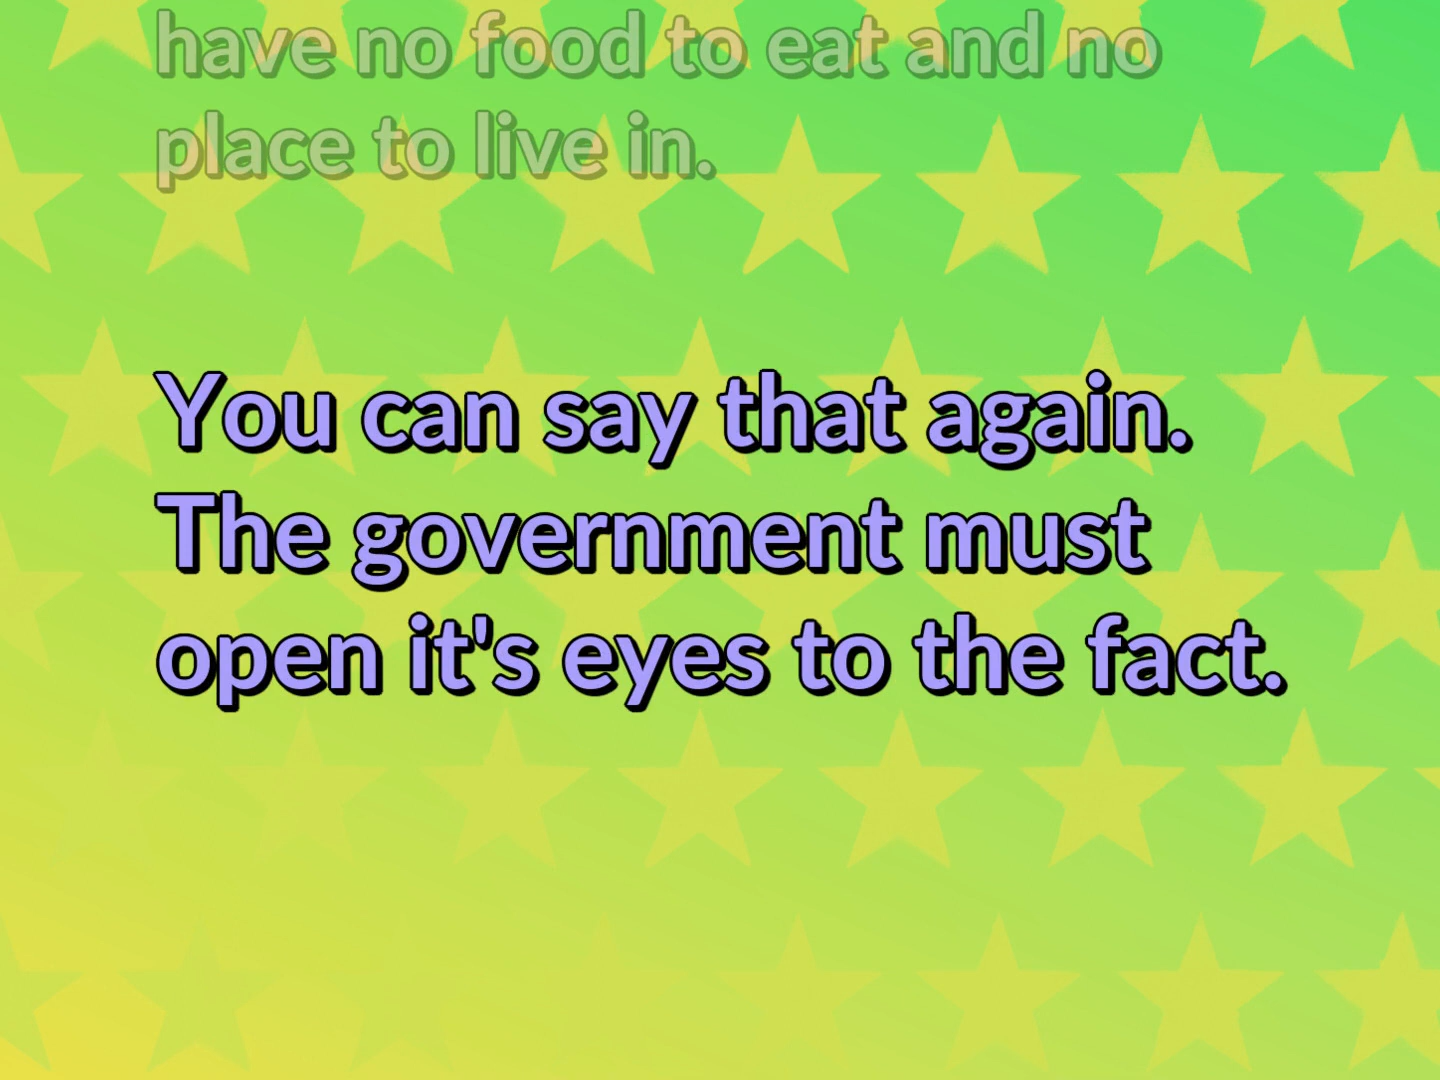 have no food to eat and no
place to live in.
You can say that again.
The government must
open it's eyes to the fact.